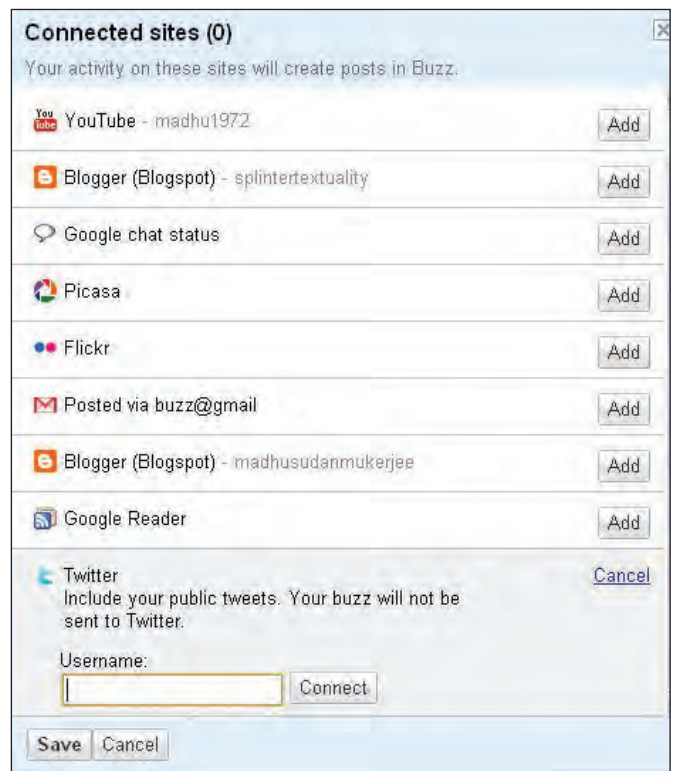 Connected sites (0)
Your activity on these sites will create posts in Buzz.
You Tube YouTube - madhu1972 Add
Blogger (Blogspot) - splintertextuality Add
Google chat status Add
Picasa Add
Flickr Add
Posted via buzz@gmail Add
Blogger (Blogspot) - madhusudanmukerjee Add
Google Reader Add
Twitter Cancel
Include your public tweets. Your buzz will not be
sent to Twitter.
Username:
Connect
Save Cancel